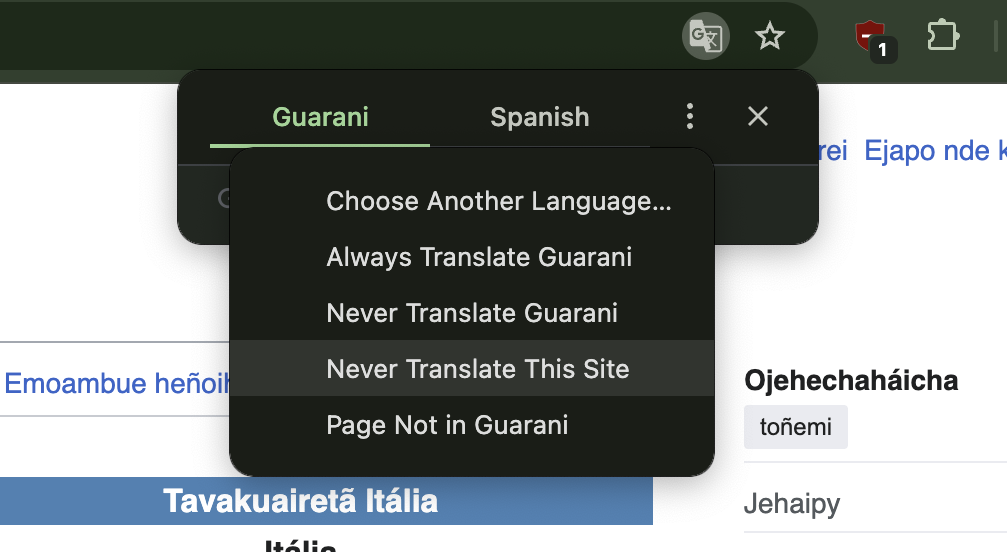 1
Guarani
Spanish
rei Ejapo nde k
Choose Another Language...
Always Translate Guarani
Never Translate Guarani
Never Translate This Site
Page Not in Guarani
Emoambue heñoih
Ojehechaháicha
toñemi
Jehaipy
Tavakuairetã Itália
Itália